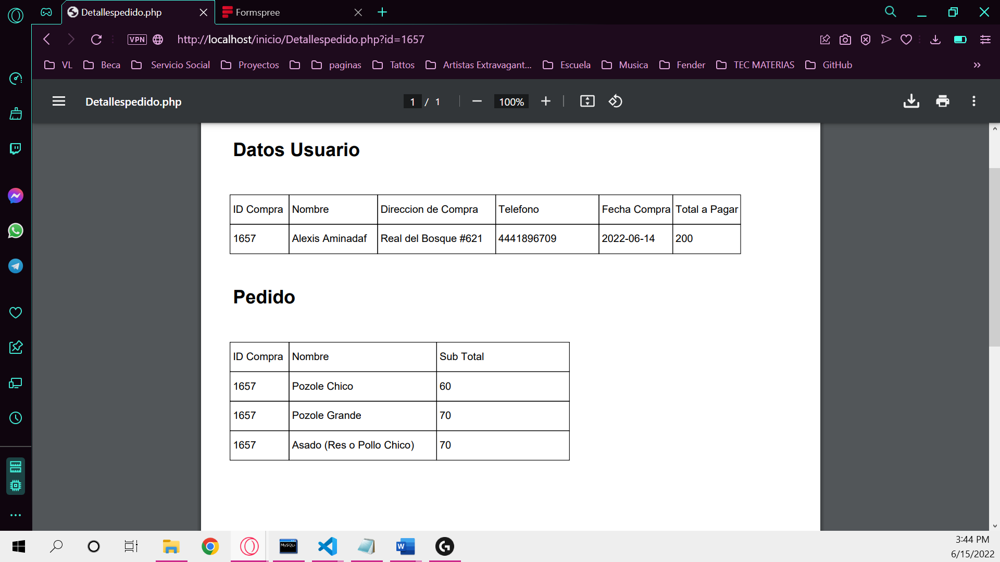 Detallespedido.php
Formspree
VPN
http://localhost/inicio/Detallespedido.php?id=1657
VL
Beca
Servicio Social
Proyectos
paginas
Tattos
Artistas Extravagant...
Escuela
Musica
Fender
TEC MATERIAS
GitHub
Detallespedido.php
1 / 1
100%
Datos Usuario
ID Compra Nombre Direccion de Compra Telefono Fecha Compra Total a Pagar
1657 Alexis Aminadaf Real del Bosque #621 4441896709 2022-06-14 200
Pedido
ID Compra Nombre Sub Total
1657 Pozole Chico 60
1657 Pozole Grande 70
1657 Asado (Res o Pollo Chico) 70
MySQL>
W
3:44 PM
6/15/2022